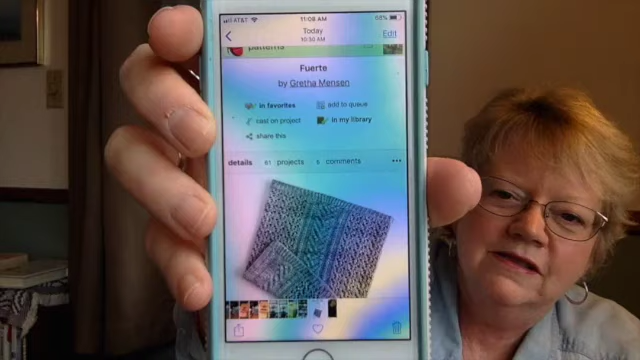 AT&T
11:08 AM
58%
Today
10:50 AM
Edit
patterns
Fuerte
by Gretha Mensen
in favorites
add to queue
cast on project
in my library
share this
details 61 projects 5 comments •••